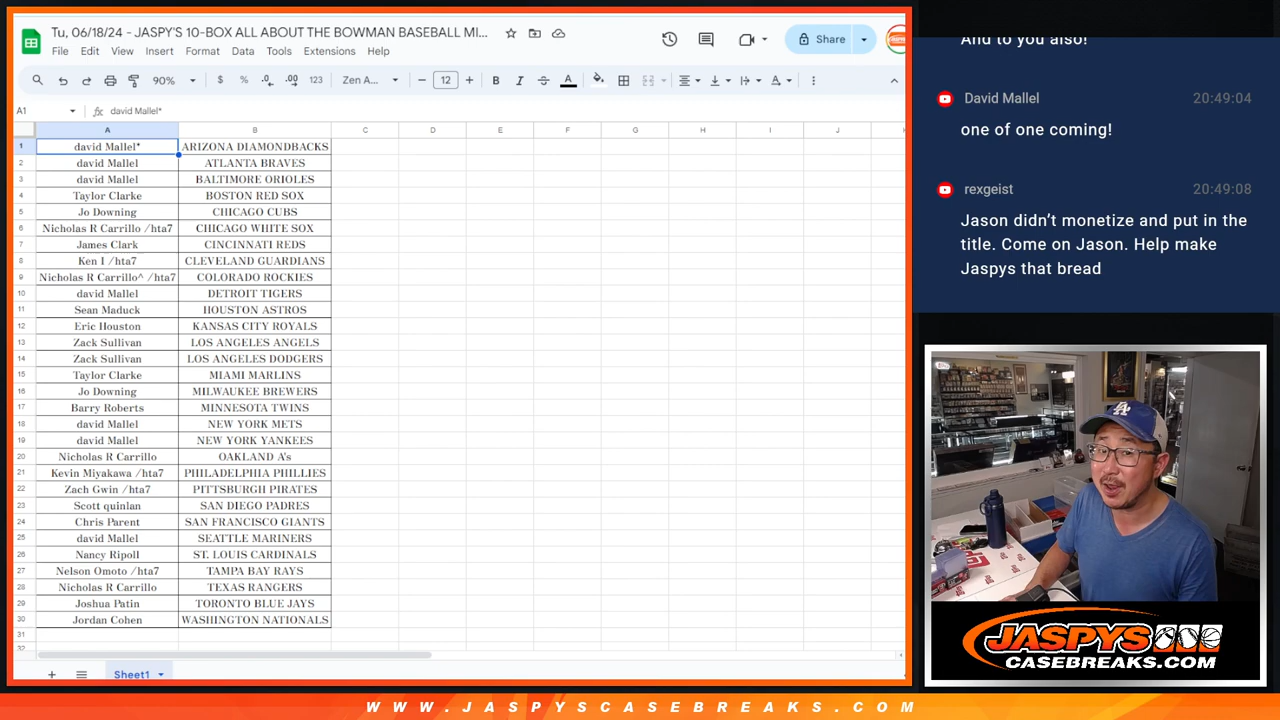 Tu, 06/18/24 - JASPY'S 10-BOX ALL ABOUT THE BOWMAN BASEBALL MI...
File Edit View Insert Format Data Tools Extensions Help
Share
90% $ % .0 .00 123 Zen A... 12 B I S A
A1 fx david Mallel*
A B C D E F G H I J
1 david Mallel* ARIZONA DIAMONDBACKS
2 david Mallel ATLANTA BRAVES
3 david Mallel BALTIMORE ORIOLES
4 Taylor Clarke BOSTON RED SOX
5 Jo Downing CHICAGO CUBS
6 Nicholas R Carrillo /hta7 CHICAGO WHITE SOX
7 James Clark CINCINNATI REDS
8 Ken I /hta7 CLEVELAND GUARDIANS
9 Nicholas R Carrillo^ /hta7 COLORADO ROCKIES
10 david Mallel DETROIT TIGERS
11 Sean Maduck HOUSTON ASTROS
12 Eric Houston KANSAS CITY ROYALS
13 Zack Sullivan LOS ANGELES ANGELS
14 Zack Sullivan LOS ANGELES DODGERS
15 Taylor Clarke MIAMI MARLINS
16 Jo Downing MILWAUKEE BREWERS
17 Barry Roberts MINNESOTA TWINS
18 david Mallel NEW YORK METS
19 david Mallel NEW YORK YANKEES
20 Nicholas R Carrillo OAKLAND A's
21 Kevin Miyakawa /hta7 PHILADELPHIA PHILLIES
22 Zach Gwin /hta7 PITTSBURGH PIRATES
23 Scott quinlan SAN DIEGO PADRES
24 Chris Parent SAN FRANCISCO GIANTS
25 david Mallel SEATTLE MARINERS
26 Nancy Ripoll ST. LOUIS CARDINALS
27 Nelson Omoto /hta7 TAMPA BAY RAYS
28 Nicholas R Carrillo TEXAS RANGERS
29 Joshua Patin TORONTO BLUE JAYS
30 Jordan Cohen WASHINGTON NATIONALS
31
32
Sheet1
And to you also!
David Mallel 20:49:04
one of one coming!
rexgeist 20:49:08
Jason didn't monetize and put in the
title. Come on Jason. Help make
Jaspys that bread
LA
JASPYS
CASEBREAKS.COM
WWW.JASPYSCASEBREAKS.COM